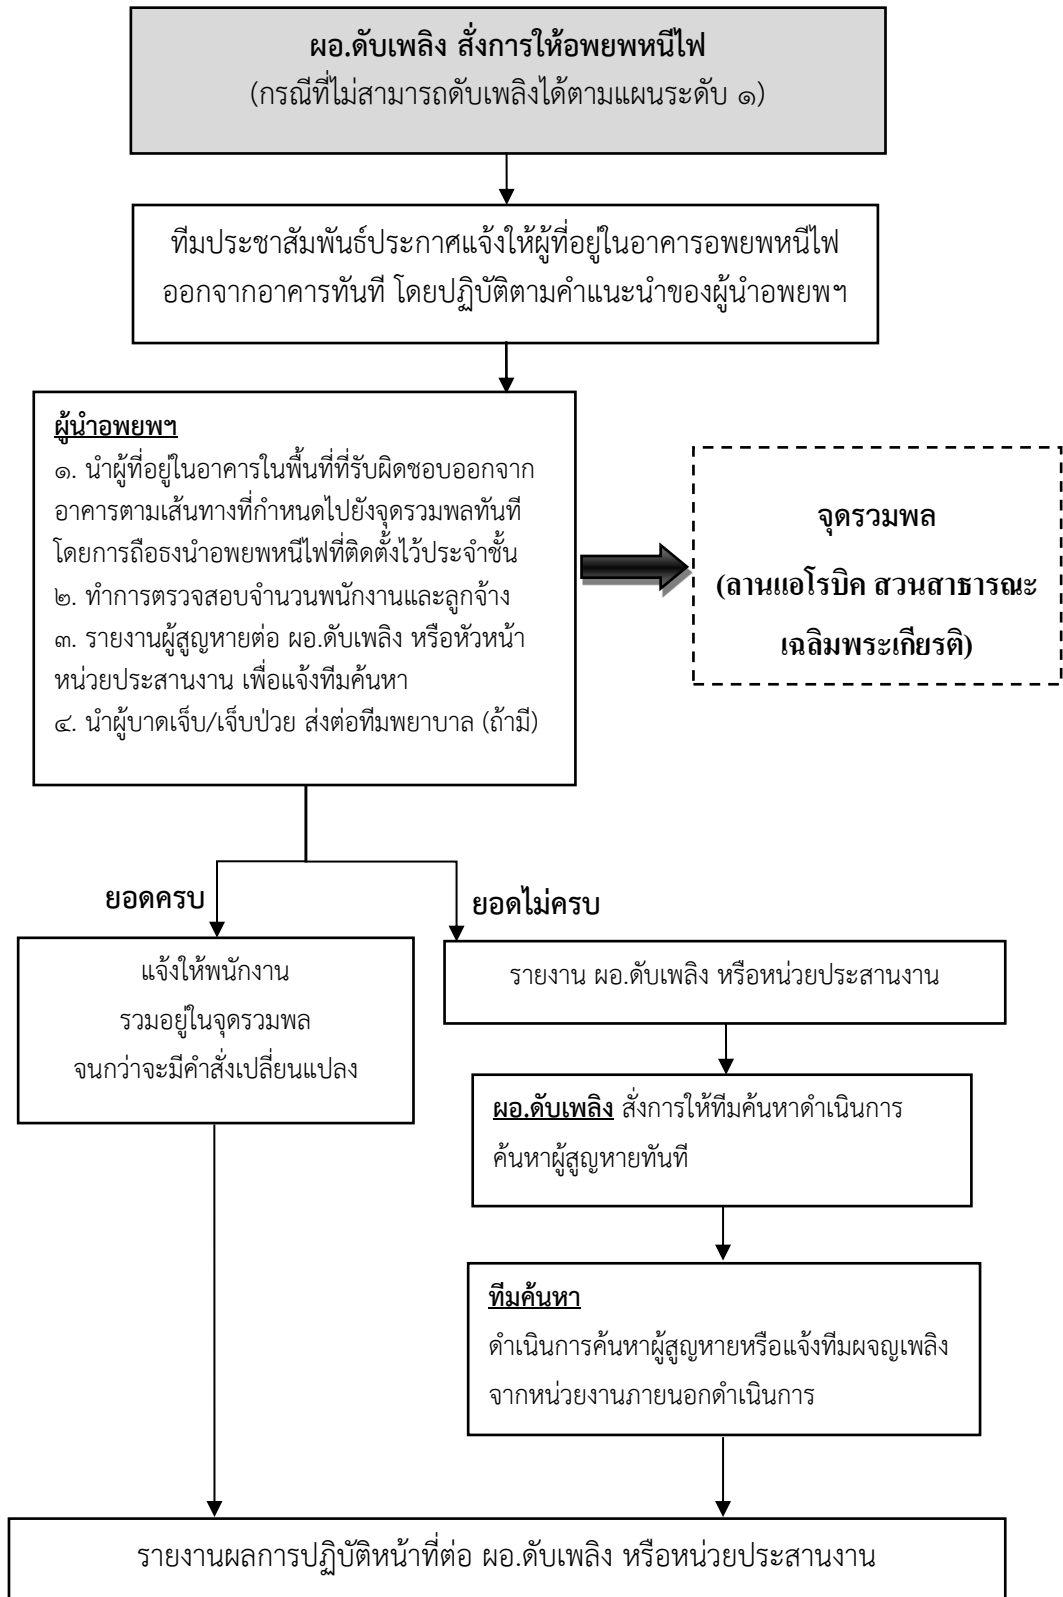 ผอ.ดับเพลิง สั่งการให้อพยพหนีไฟ
(กรณีที่ไม่สามารถดับเพลิงได้ตามแผนระดับ ๑)
ทีมประชาสัมพันธ์ประกาศแจ้งให้ผู้ที่อยู่ในอาคารอพยพหนีไฟ
ออกจากอาคารทันที โดยปฏิบัติตามคำแนะนำของผู้นำอพยพฯ
ผู้นำอพยพฯ
๑. นำผู้ที่อยู่ในอาคารในพื้นที่ที่รับผิดชอบออกจาก
อาคารตามเส้นทางที่กำหนดไปยังจุดรวมพลทันที
โดยการถือธงนำอพยพหนีไฟที่ติดตั้งไว้ประจำชั้น
๒. ทำการตรวจสอบจำนวนพนักงานและลูกจ้าง
๓. รายงานผู้สูญหายต่อ ผอ.ดับเพลิง หรือหัวหน้า
หน่วยประสานงาน เพื่อแจ้งทีมค้นหา
๔. นำผู้บาดเจ็บ/เจ็บป่วย ส่งต่อทีมพยาบาล (ถ้ามี)
จุดรวมพล
(ลานแอโรบิค สวนสาธารณะ
เฉลิมพระเกียรติ)
ยอดครบ
ยอดไม่ครบ
แจ้งให้พนักงาน
รวมอยู่ในจุดรวมพล
จนกว่าจะมีคำสั่งเปลี่ยนแปลง
รายงาน ผอ.ดับเพลิง หรือหน่วยประสานงาน
ผอ.ดับเพลิง สั่งการให้ทีมค้นหาดำเนินการ
ค้นหาผู้สูญหายทันที
ทีมค้นหา
ดำเนินการค้นหาผู้สูญหายหรือแจ้งทีมผจญเพลิง
จากหน่วยงานภายนอกดำเนินการ
รายงานผลการปฏิบัติหน้าที่ต่อ ผอ.ดับเพลิง หรือหน่วยประสานงาน